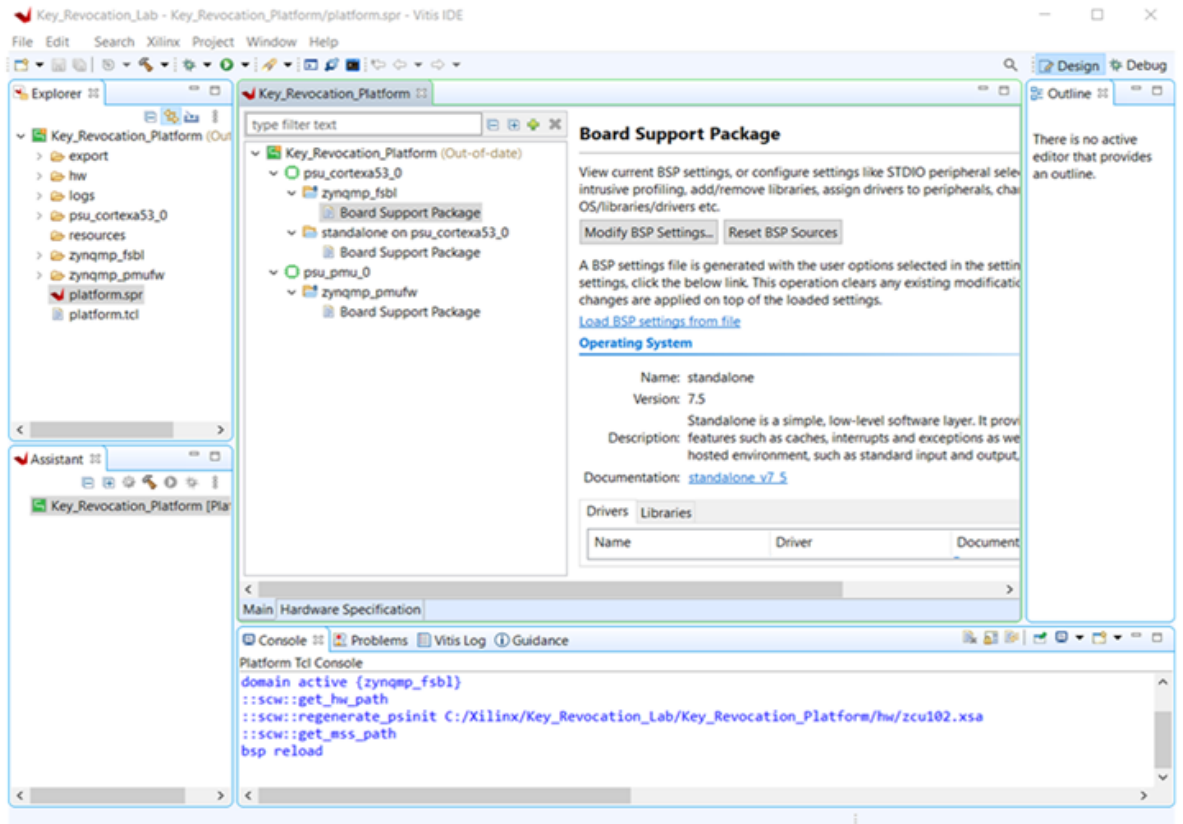 Key_Revocation_Lab - Key_Revocation_Platform/platform.spr - Vitis IDE
File Edit Search Xilinx Project Window Help
Design Debug
Explorer
Key_Revocation_Platform (Out
export
hw
logs
psu_cortexa53_0
resources
zynqmp_fsbl
zynqmp_pmufw
platform.spr
platform.tcl
Assistant
Key_Revocation_Platform [Pla
Key_Revocation_Platform
type filter text
Key_Revocation_Platform (Out-of-date)
psu_cortexa53_0
zynqmp_fsbl
Board Support Package
standalone on psu_cortexa53_0
Board Support Package
psu_pmu_0
zynqmp_pmufw
Board Support Package
Board Support Package
View current BSP settings, or configure settings like STDIO peripheral sele
intrusive profiling, add/remove libraries, assign drivers to peripherals, cha
OS/libraries/drivers etc.
Modify BSP Settings... Reset BSP Sources
A BSP settings file is generated with the user options selected in the settin
settings, click the below link. This operation clears any existing modificatic
changes are applied on top of the loaded settings.
Load BSP settings from file
Operating System
Name: standalone
Version: 7.5
Standalone is a simple, low-level software layer. It provi
Description: features such as caches, interrupts and exceptions as we
hosted environment, such as standard input and output,
Documentation: standalone_v7_5
Drivers Libraries
Name Driver Document
Main Hardware Specification
Outline
There is no active
editor that provides
an outline.
Console Problems Vitis Log Guidance
Platform Tcl Console
domain active {zynqmp_fsbl}
::scw::get_hw_path
::scw::regenerate_psinit C:/Xilinx/Key_Revocation_Lab/Key_Revocation_Platform/hw/zcu102.xsa
::scw::get_mss_path
bsp reload